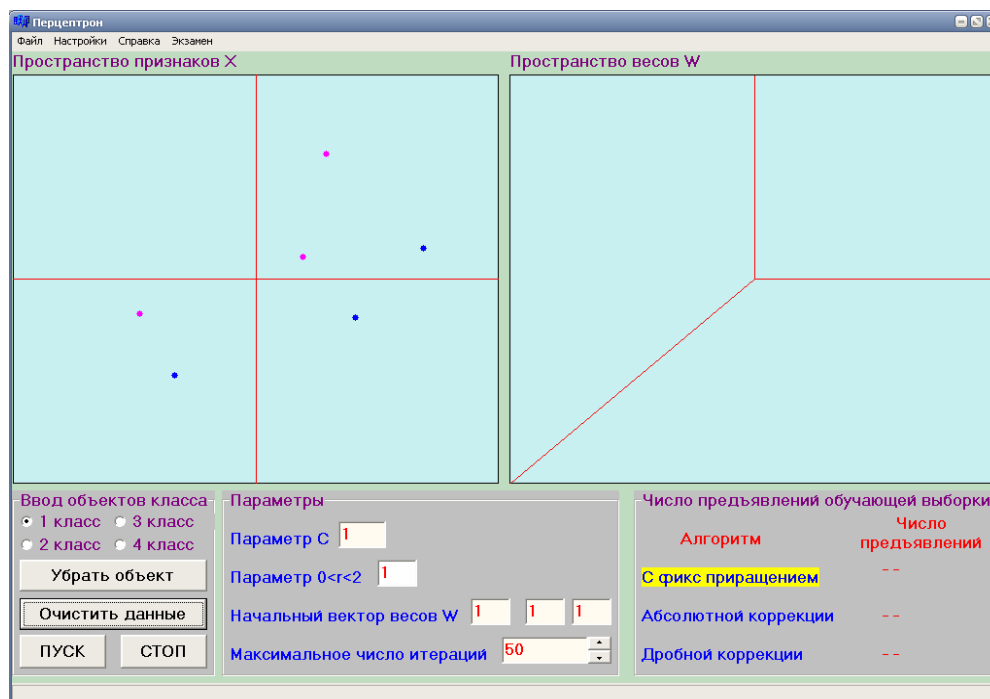 Перцептрон
Файл Настройки Справка Экзамен
Пространство признаков X
Пространство весов W
Ввод объектов класса
1 класс 3 класс
2 класс 4 класс
Убрать объект
Очистить данные
ПУСК СТОП
Параметры
Параметр С 1
Параметр 0<r<2 1
Начальный вектор весов W 1 1 1
Максимальное число итераций 50
Число предъявлений обучающей выборки
Алгоритм
Число
предъявлений
С фикс приращением --
Абсолютной коррекции --
Дробной коррекции --